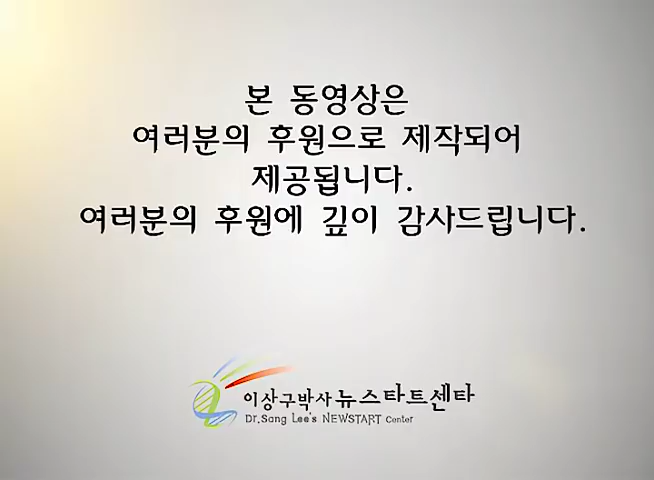 본 동영상은
여러분의 후원으로 제작되어
제공됩니다.
여러분의 후원에 깊이 감사드립니다.
이상구박사 뉴스타트센타
Dr.Sang Lee's NEWSTART Center